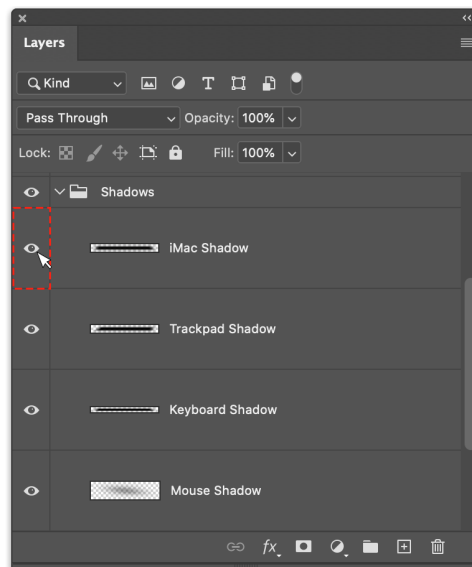 Layers
Kind
T
Pass Through Opacity: 100%
Lock: Fill: 100%
Shadows
iMac Shadow
Trackpad Shadow
Keyboard Shadow
Mouse Shadow
fx